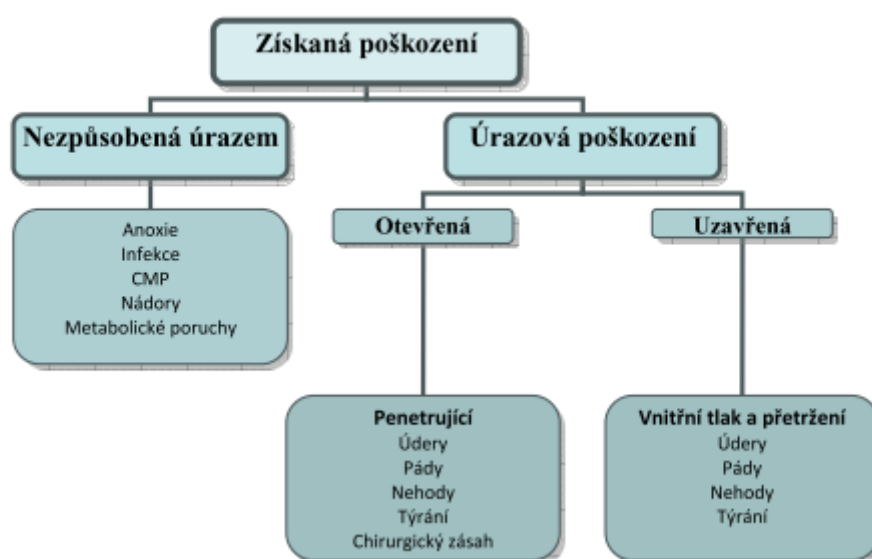 Získaná poškození
Nezpůsobená úrazem
Úrazová poškození
Anoxie
Infekce
CMP
Nádory
Metabolické poruchy
Otevřená
Uzavřená
Penetrující
Údery
Pády
Nehody
Týrání
Chirurgický zásah
Vnitřní tlak a přetržení
Údery
Pády
Nehody
Týrání